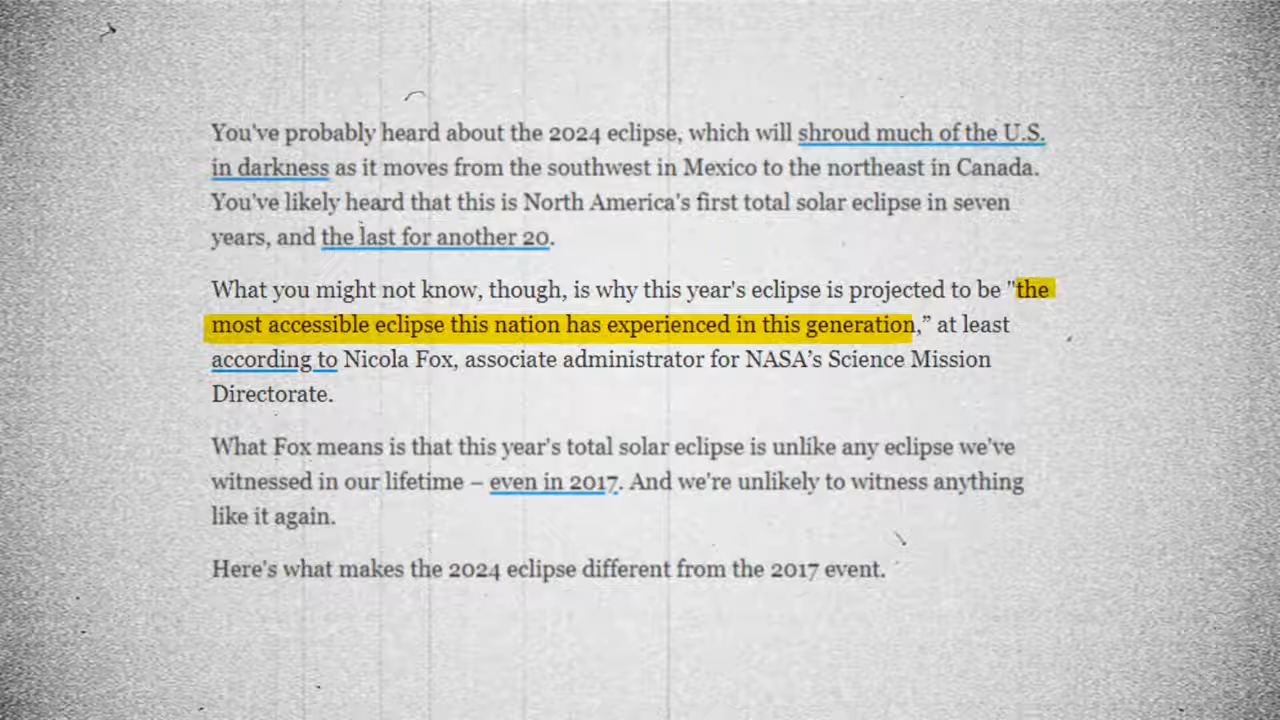 You've probably heard about the 2024 eclipse, which will shroud much of the U.S.
in darkness as it moves from the southwest in Mexico to the northeast in Canada.
You've likely heard that this is North America's first total solar eclipse in seven
years, and the last for another 20.
What you might not know, though, is why this year's eclipse is projected to be "the
most accessible eclipse this nation has experienced in this generation,” at least
according to Nicola Fox, associate administrator for NASA’s Science Mission
Directorate.
What Fox means is that this year's total solar eclipse is unlike any eclipse we've
witnessed in our lifetime – even in 2017. And we're unlikely to witness anything
like it again.
Here's what makes the 2024 eclipse different from the 2017 event.